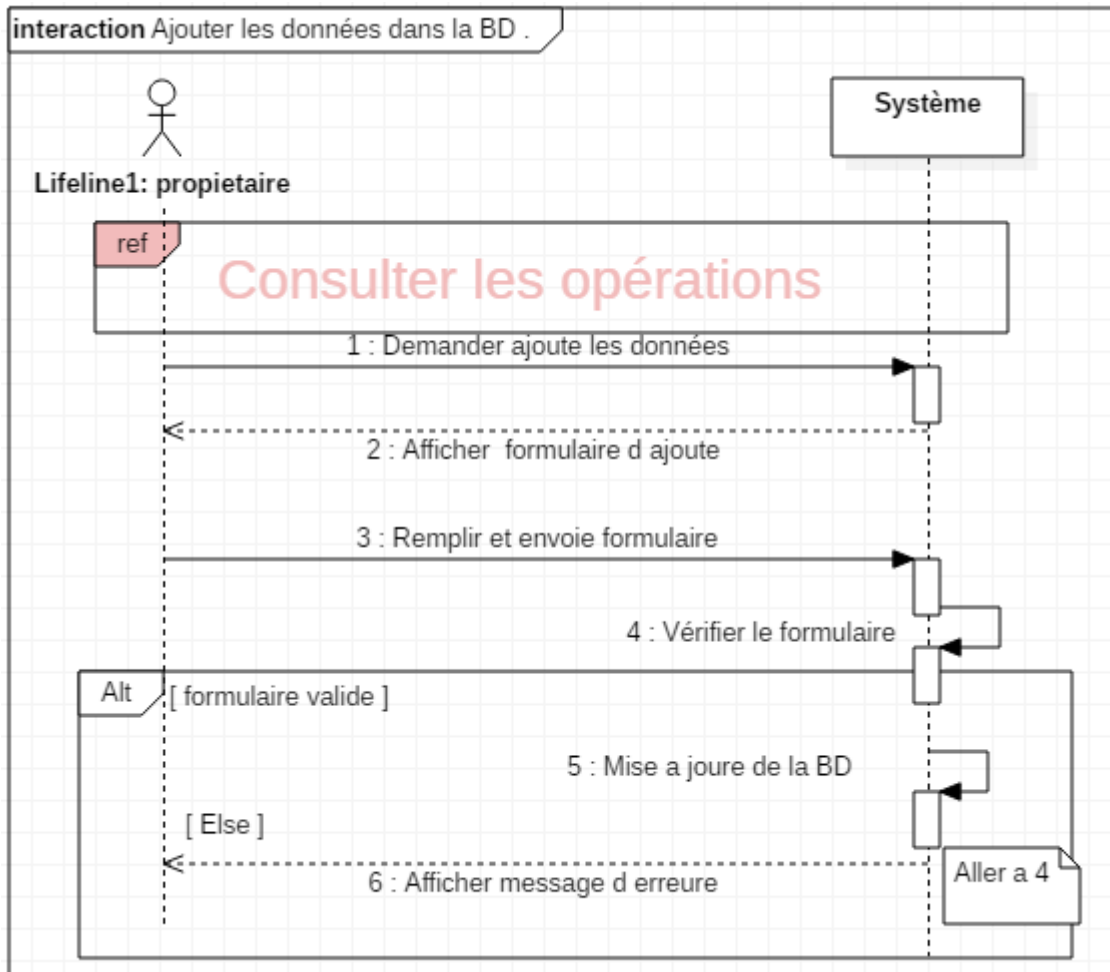 interaction Ajouter les données dans la BD .
Système
Lifeline1: propietaire
ref
Consulter les opérations
1 : Demander ajoute les données
2 : Afficher formulaire d ajoute
3 : Remplir et envoie formulaire
4 : Vérifier le formulaire
Alt
[ formulaire valide ]
5 : Mise a joure de la BD
[ Else ]
6 : Afficher message d erreure
Aller a 4